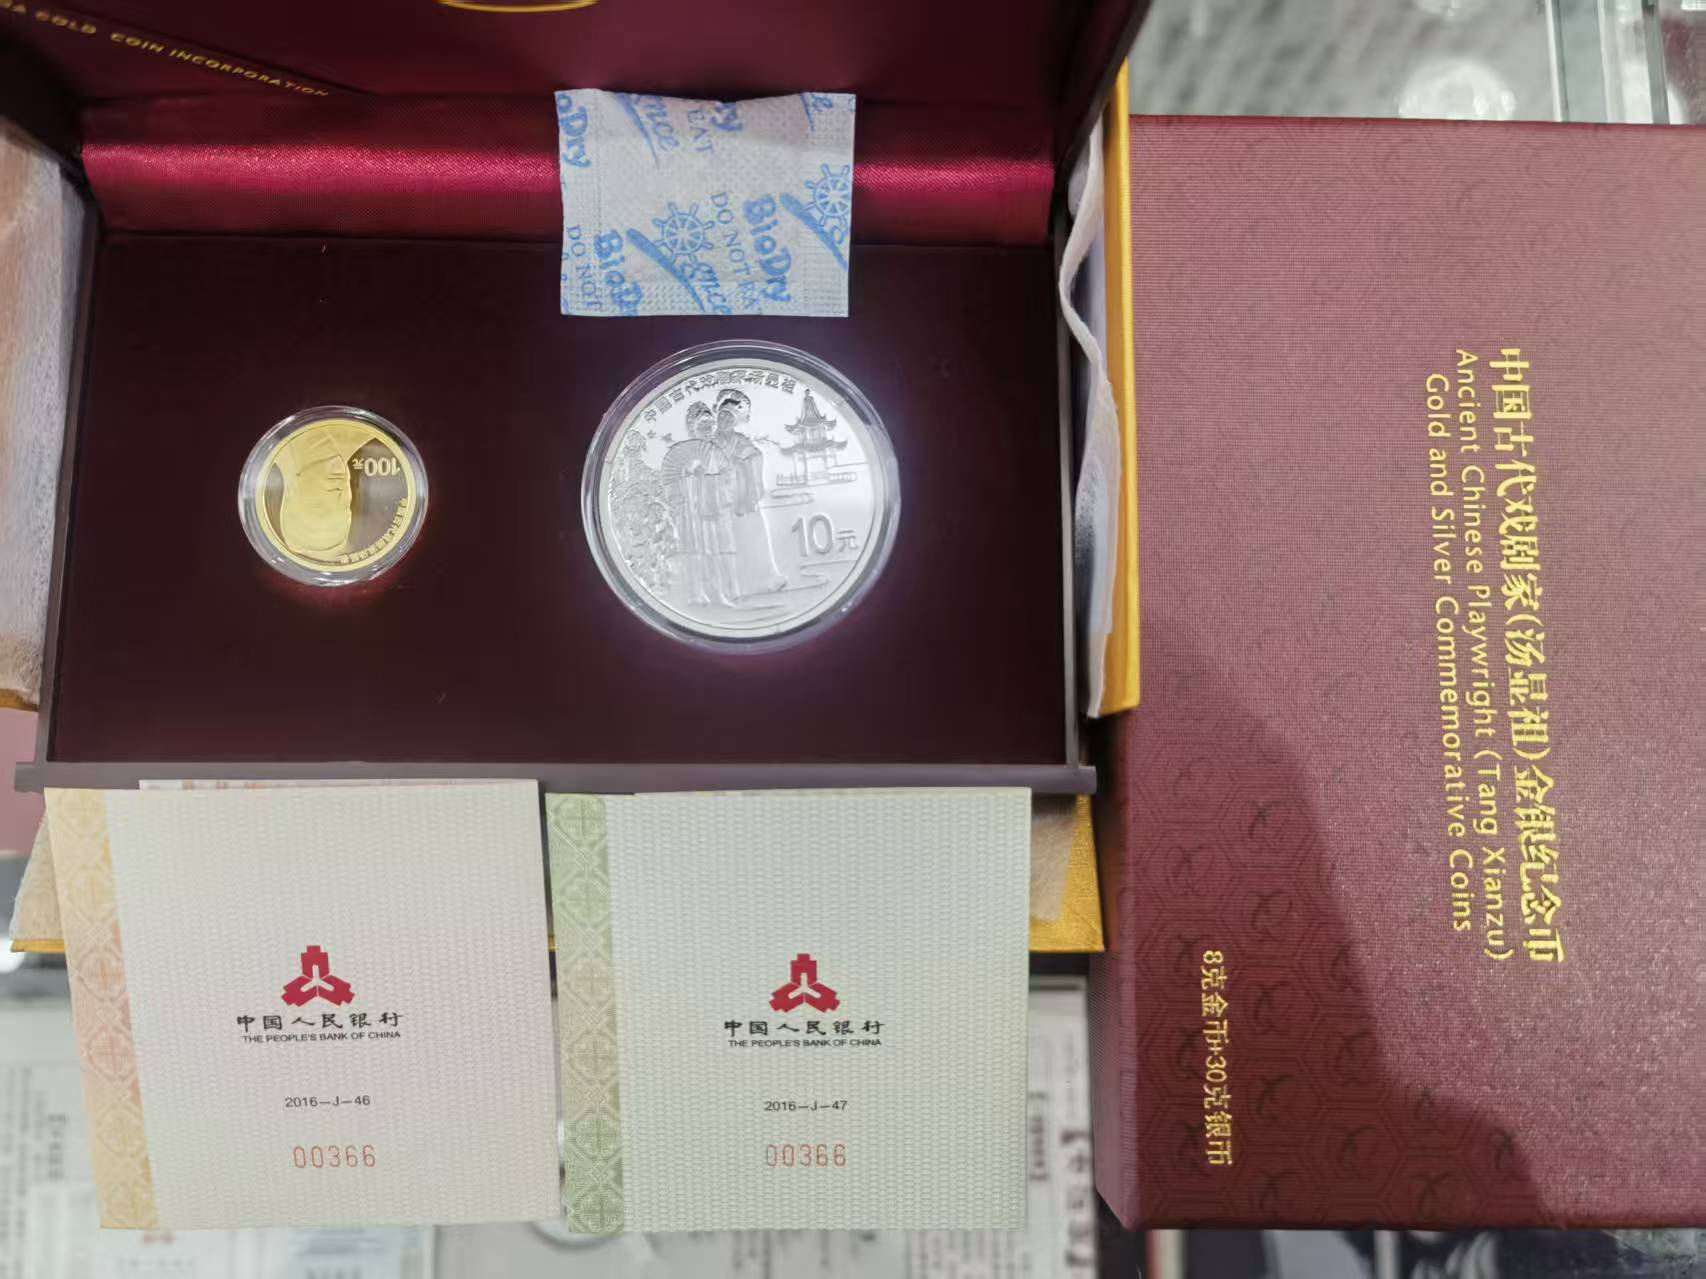 GOLD COIN INCORPORATION
BioDry
DO NOT EAT
BioDry
DO NOT
中国古代戏剧家汤显祖
10元
100元
中国古代戏剧家(汤显祖)金银纪念币
Ancient Chinese Playwright (Tang Xianzu)
Gold and Silver Commemorative Coins
8克金币+30克银币
中国人民银行
THE PEOPLE'S BANK OF CHINA
2016-J-46
00366
中国人民银行
THE PEOPLE'S BANK OF CHINA
2016-J-47
00366